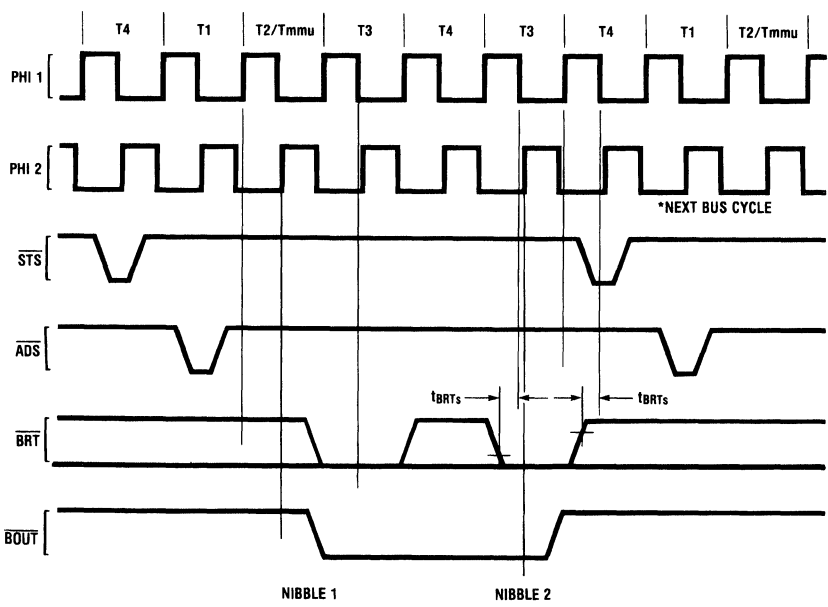 T4 T1 T2/Tmmu T3 T4 T3 T4 T1 T2/Tmmu
PHI 1
PHI 2
*NEXT BUS CYCLE
STS
ADS
tBRTs tBRTs
BRT
BOUT
NIBBLE 1 NIBBLE 2